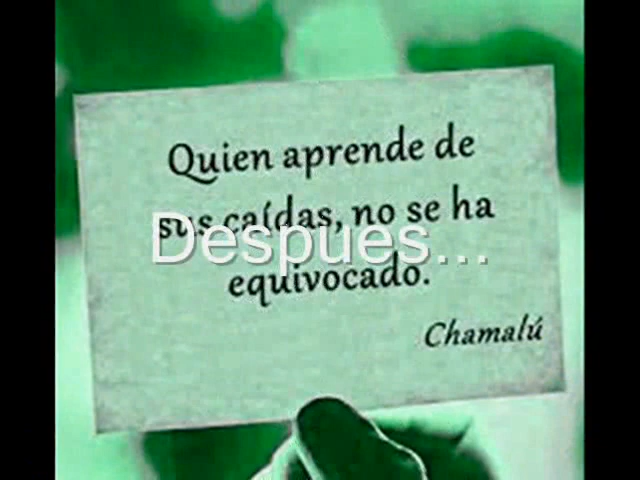 Quien aprende de
sus caídas, no se ha
Despues...
equivocado.
Chamalú